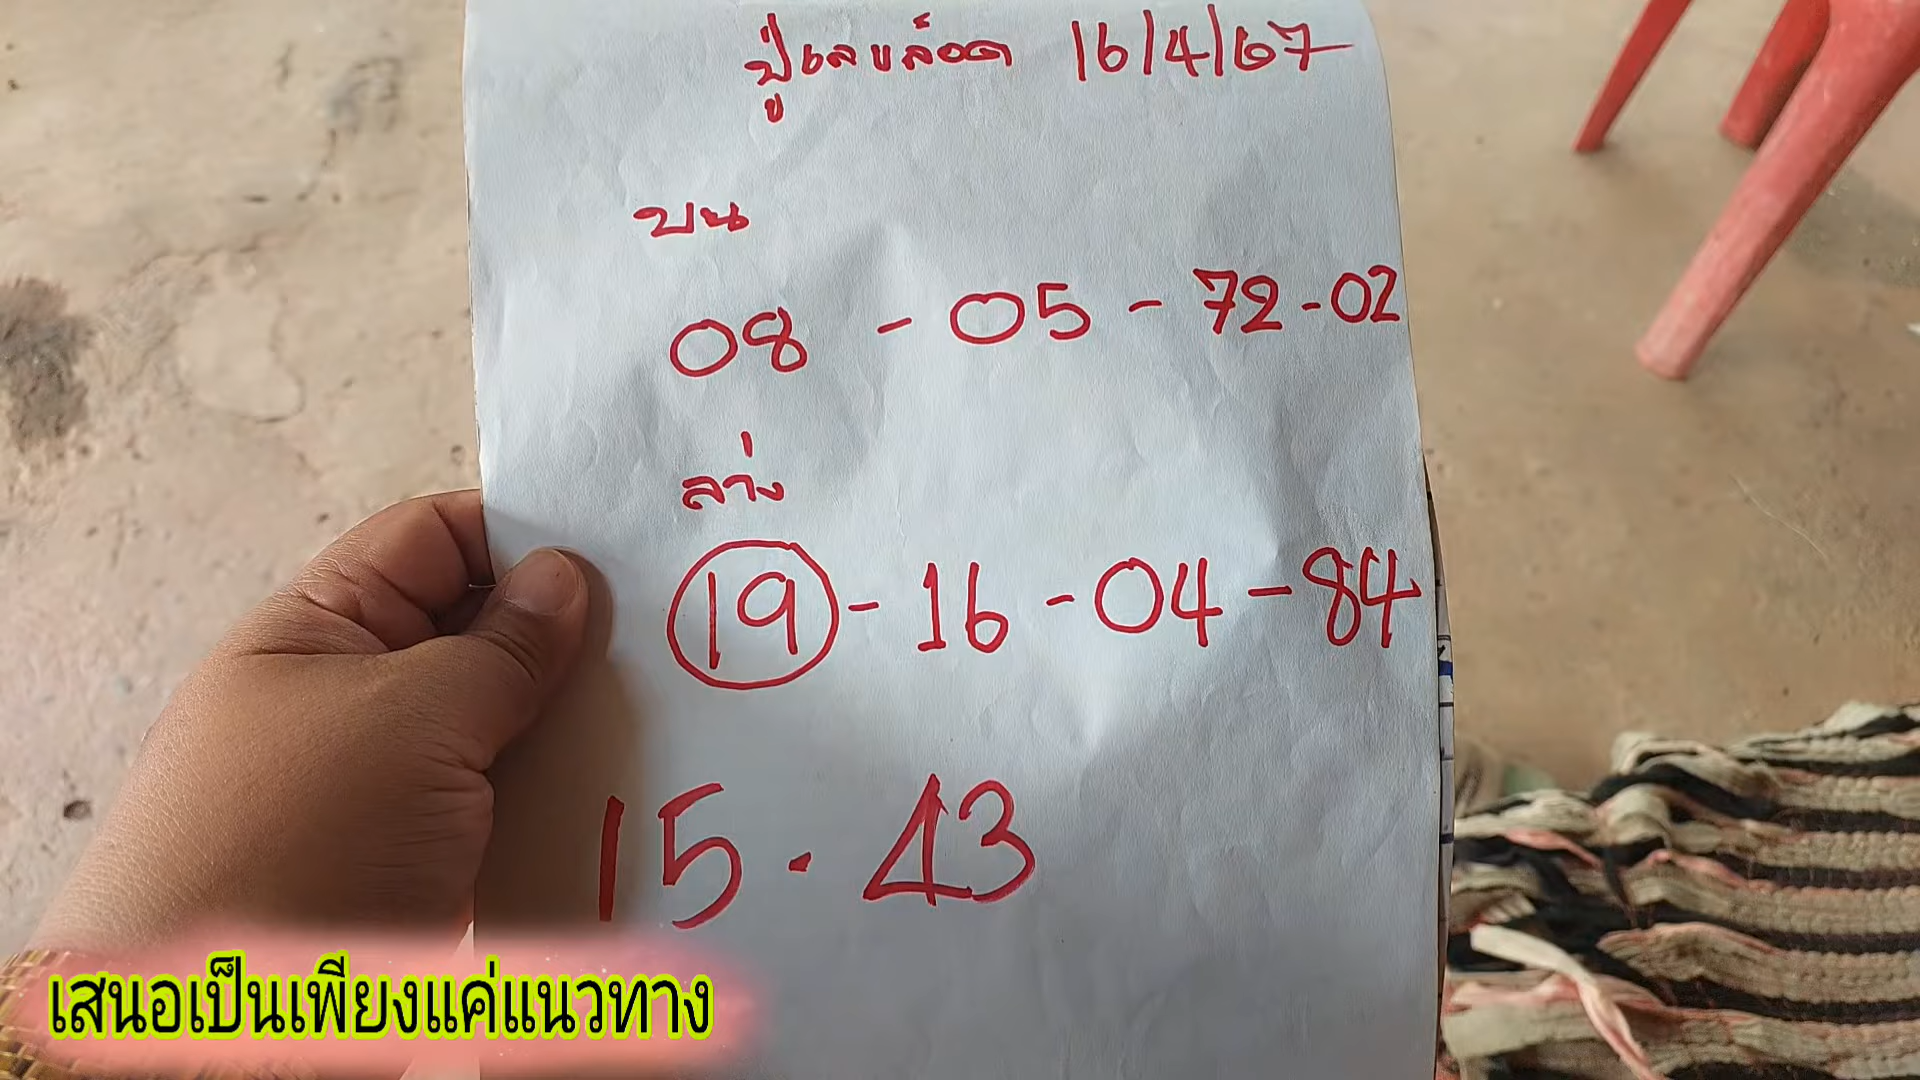 ปู่เลขล็อด 16/4/67
บน
08 - 05 - 72 - 02
ล่าง
19 - 16 - 04 - 84
15 . 43
เสนอเป็นเพียงแค่แนวทาง